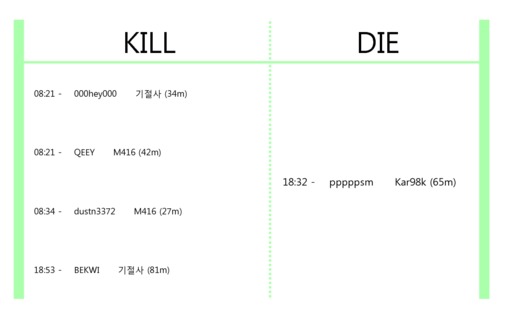 KILL DIE
08:21 - 000hey000 기절사 (34m)
08:21 - QEEY M416 (42m)
18:32 - pppppsm Kar98k (65m)
08:34 - dustn3372 M416 (27m)
18:53 - BEKWI 기절사 (81m)